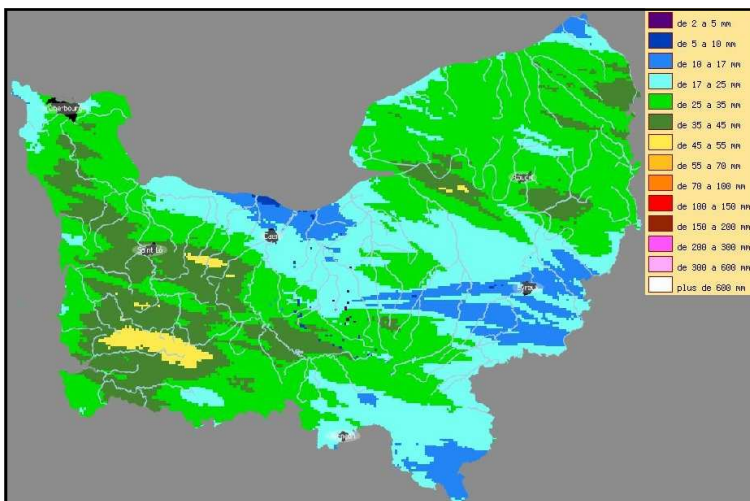 de 2 a 5 mm
de 5 a 10 mm
de 10 a 17 mm
de 17 a 25 mm
de 25 a 35 mm
de 35 a 45 mm
de 45 a 55 mm
de 55 a 70 mm
de 70 a 100 mm
de 100 a 150 mm
de 150 a 200 mm
de 200 a 300 mm
de 300 a 600 mm
plus de 600 mm
Saint Lô